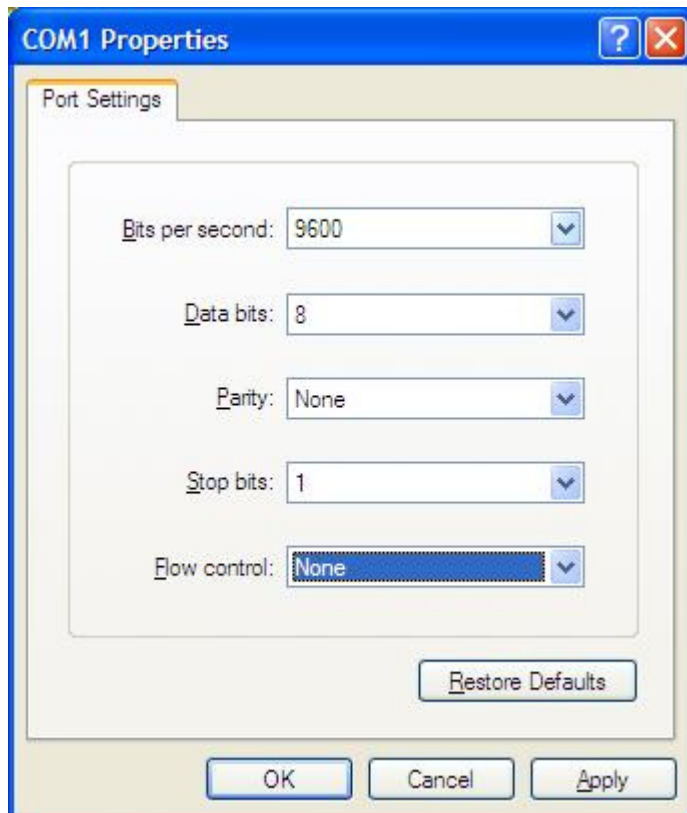 COM1 Properties
Port Settings
Bits per second: 9600
Data bits: 8
Parity: None
Stop bits: 1
Flow control: None
Restore Defaults
OK Cancel Apply